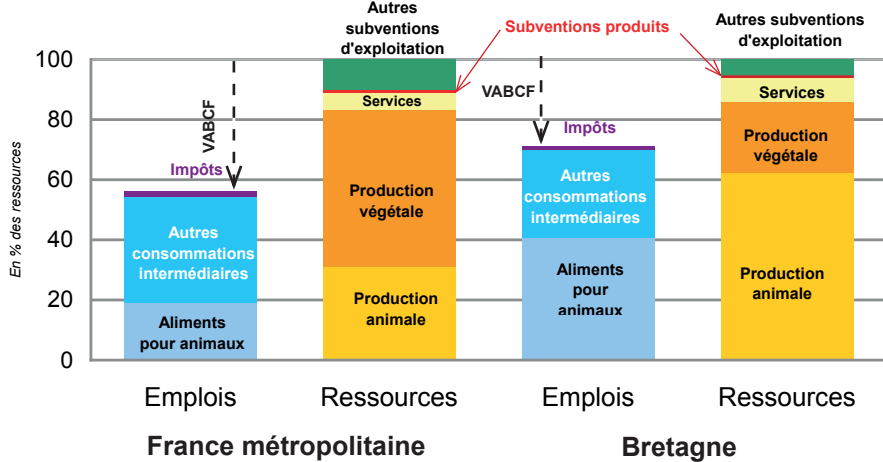 Autres
subventions
d'exploitation
Subventions produits
Autres subventions
d'exploitation
100
80
60
40
20
0
En % des ressources
VABCF
Impôts
Autres
consommations
intermédiaires
Aliments
pour animaux
Services
Production
végétale
Production
animale
VABCF
Impôts
Autres
consommations
intermédiaires
Aliments
pour
animaux
Services
Production
végétale
Production
animale
Emplois
Ressources
Emplois
Ressources
France métropolitaine
Bretagne